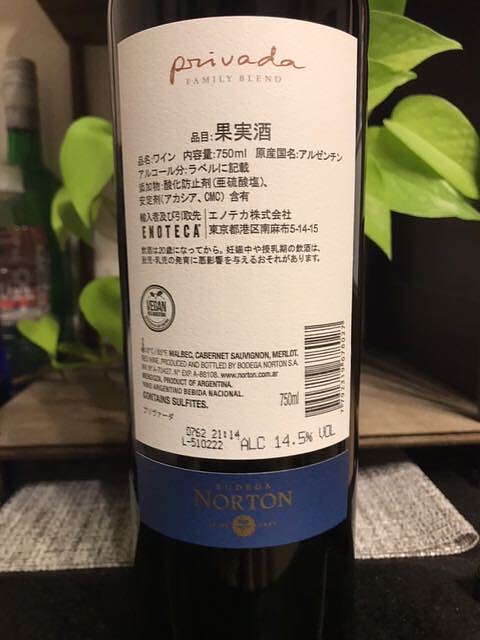 privada
FAMILY BLEND
品目:果実酒
品名:ワイン 内容量:750ml 原産国名:アルゼンチン
アルコール分:ラベルに記載
添加物:酸化防止剤(亜硫酸塩)、
安定剤(アカシア、CMC)含有
輸入者及び引取先 エノテカ株式会社
ENOTECA 東京都港区南麻布5-14-15
飲酒は20歳になってから。妊娠中や授乳期の飲酒は、
胎児・乳児の発育に悪影響を与えるおそれがあります。
VEGAN
MALBEC, CABERNET SAUVIGNON, MERLOT.
RED WINE, PRODUCED AND BOTTLED BY BODEGA NORTON S.A.
www.norton.com.ar
MENDOZA, PRODUCT OF ARGENTINA.
VINO ARGENTINO BEBIDA NACIONAL.
CONTAINS SULFITES.
750ml
プリヴァーダ
0762 21:14
L-510222 ALC 14.5% VOL
BODEGA
NORTON